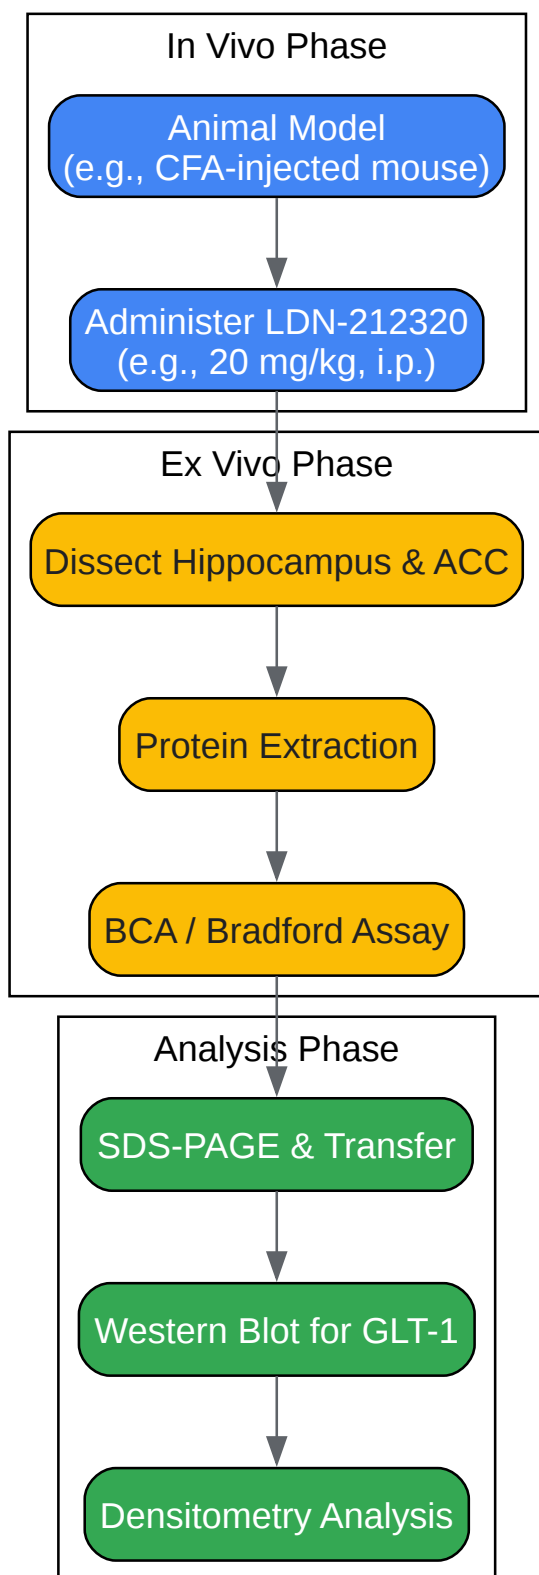 In Vivo Phase
Animal Model
(e.g., CFA-injected mouse)
Administer LDN-212320
(e.g., 20 mg/kg, i.p.)
Ex Vivo Phase
Dissect Hippocampus & ACC
Protein Extraction
BCA / Bradford Assay
Analysis Phase
SDS-PAGE & Transfer
Western Blot for GLT-1
Densitometry Analysis